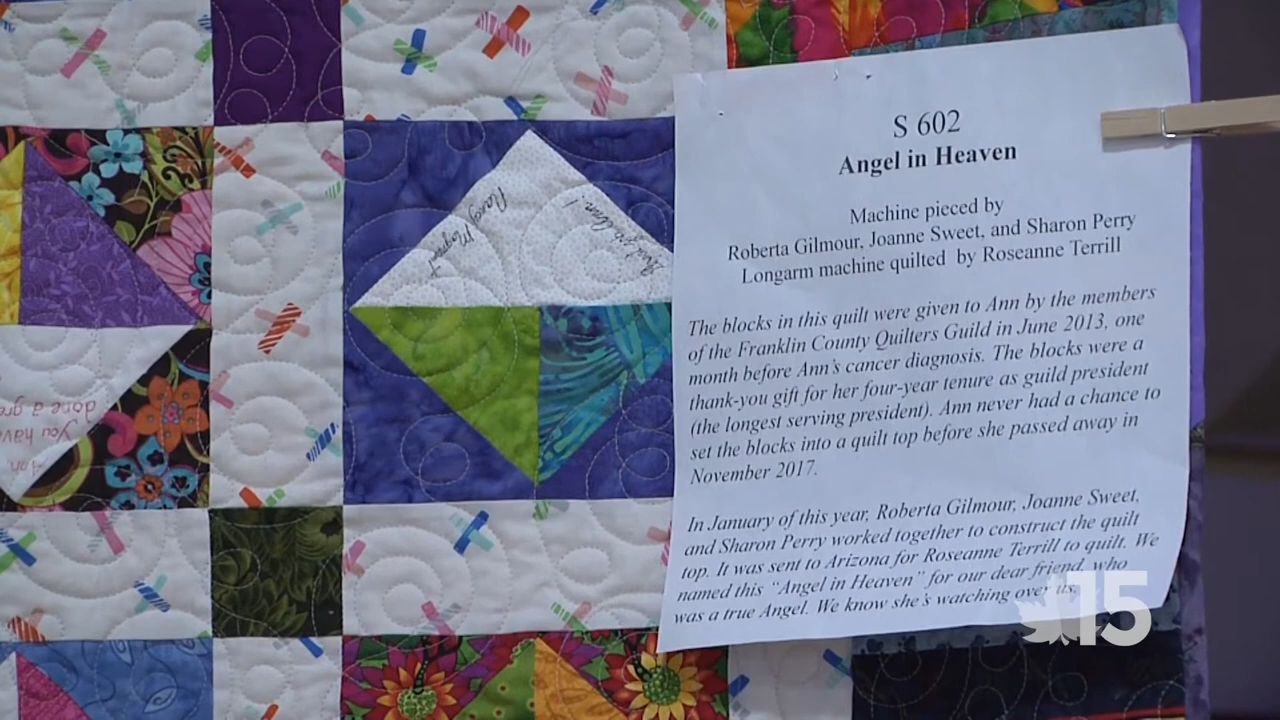 S 602
Angel in Heaven
Machine pieced by
Roberta Gilmour, Joanne Sweet, and Sharon Perry
Longarm machine quilted by Roseanne Terrill
The blocks in this quilt were given to Ann by the members
of the Franklin County Quilters Guild in June 2013, one
month before Ann's cancer diagnosis. The blocks were a
thank-you gift for her four-year tenure as guild president
(the longest serving president). Ann never had a chance to
set the blocks into a quilt top before she passed away in
November 2017.
In January of this year, Roberta Gilmour, Joanne Sweet,
and Sharon Perry worked together to construct the quilt
top. It was sent to Arizona for Roseanne Terrill to quilt. We
named this "Angel in Heaven" for our dear friend, who
was a true Angel. We know she's watching over us.
15
Ann,
You have
done a gre